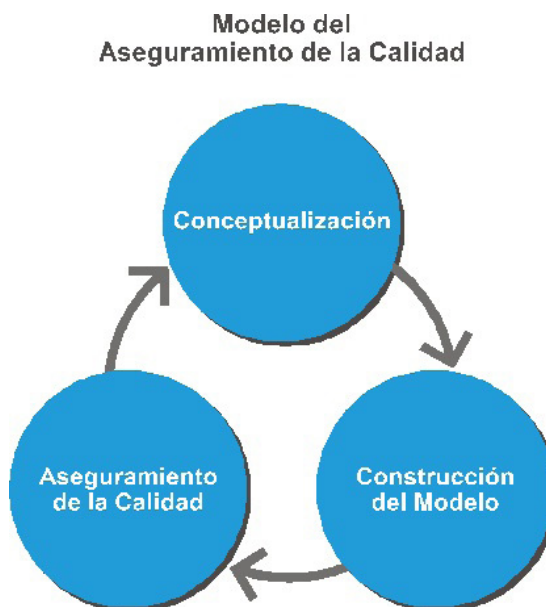 Modelo del
Aseguramiento de la Calidad
Conceptualización
Aseguramiento
de la Calidad
Construcción
del Modelo